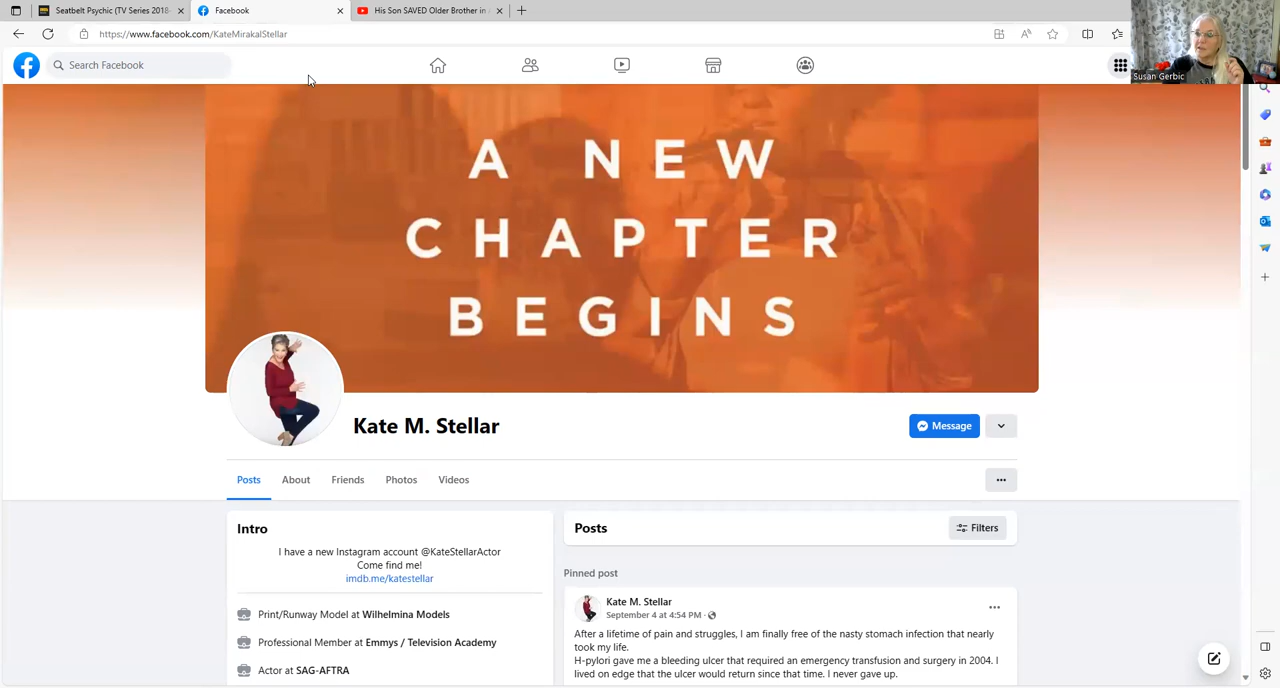 Seatbelt Psychic (TV Series 2018-
Facebook
His Son SAVED Older Brother in
https://www.facebook.com/KateMirakalStellar
Search Facebook
Susan Gerbic
A NEW
CHAPTER
BEGINS
Kate M. Stellar
Message
Posts
About
Friends
Photos
Videos
Intro
I have a new Instagram account @KateStellarActor
Come find me!
imdb.me/katestellar
Print/Runway Model at Wilhelmina Models
Professional Member at Emmys / Television Academy
Actor at SAG-AFTRA
Posts
Filters
Pinned post
Kate M. Stellar
September 4 at 4:54 PM ·
After a lifetime of pain and struggles, I am finally free of the nasty stomach infection that nearly
took my life.
H-pylori gave me a bleeding ulcer that required an emergency transfusion and surgery in 2004. I
lived on edge that the ulcer would return since that time. I never gave up.